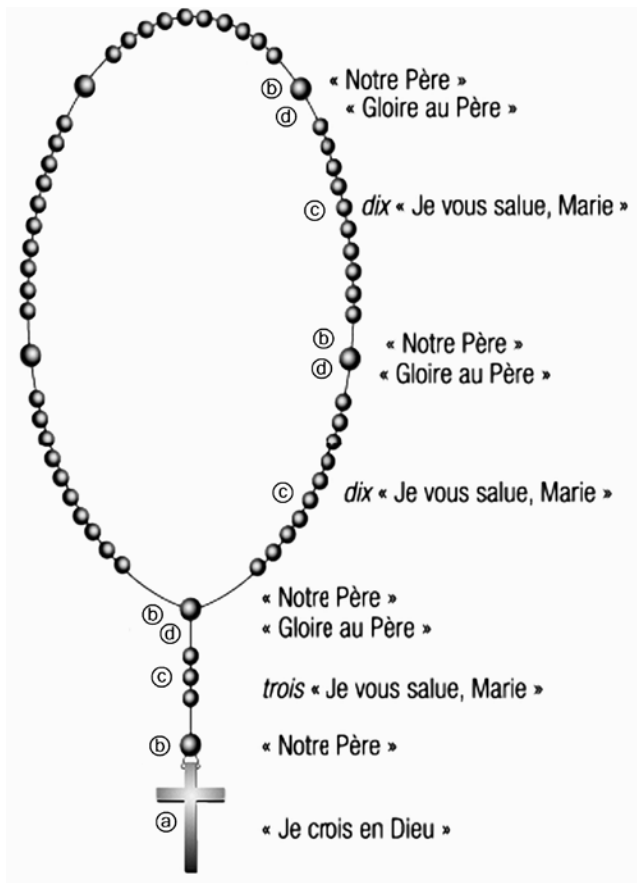 ⓑ « Notre Père »
ⓓ « Gloire au Père »
ⓒ dix « Je vous salue, Marie »
ⓑ « Notre Père »
ⓓ « Gloire au Père »
ⓒ dix « Je vous salue, Marie »
ⓑ « Notre Père »
ⓓ « Gloire au Père »
ⓒ trois « Je vous salue, Marie »
ⓑ « Notre Père »
ⓐ « Je crois en Dieu »